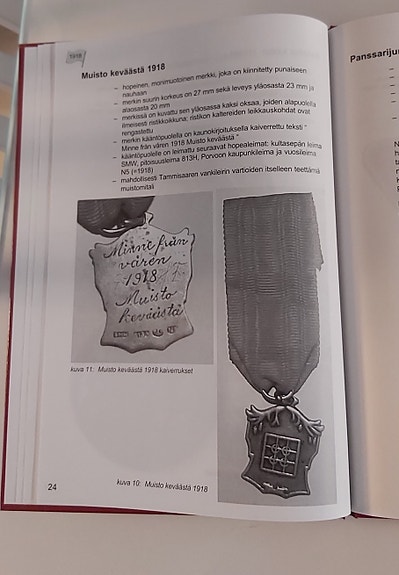 1918
Muisto keväästä 1918
Panssariju
– hopeinen, monimuotoinen merkki, joka on kiinnitetty punaiseen
nauhaan
– merkin suurin korkeus on 27 mm sekä leveys yläosasta 23 mm ja
alaosasta 20 mm
– merkissä on kuvattu sen yläosassa kaksi oksaa, joiden alapuolella
ilmeisesti ristikkoikkuna: ristikon kaltereiden leikkauskohdat ovat
rengastettu
– merkin kääntöpuolella on kaunokirjoituksella kaiverrettu teksti "
Minne från våren 1918 Muisto keväästä "
– kääntöpuolelle on leimattu seuraavat hopealeimat: kultasepän leima
SMW, pitoisuusleima 813H, Porvoon kaupunkileima ja vuosileima
N5 (=1918)
– mahdollisesti Tammisaaren vankileirin vartioiden itselleen teettämä
muistomitali
Minne från
våren
1918
Muisto
keväästä
kuva 11: Muisto keväästä 1918 kaiverrukset
24
kuva 10: Muisto keväästä 1918